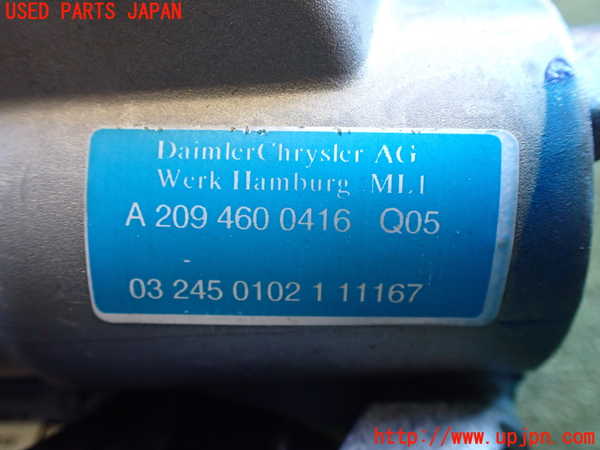 USED PARTS JAPAN
DaimlerChrysler AG
Werk Hamburg ML1
A 209 460 0416 Q05
03 245 0102 1 11167
http://www.upjpn.com/